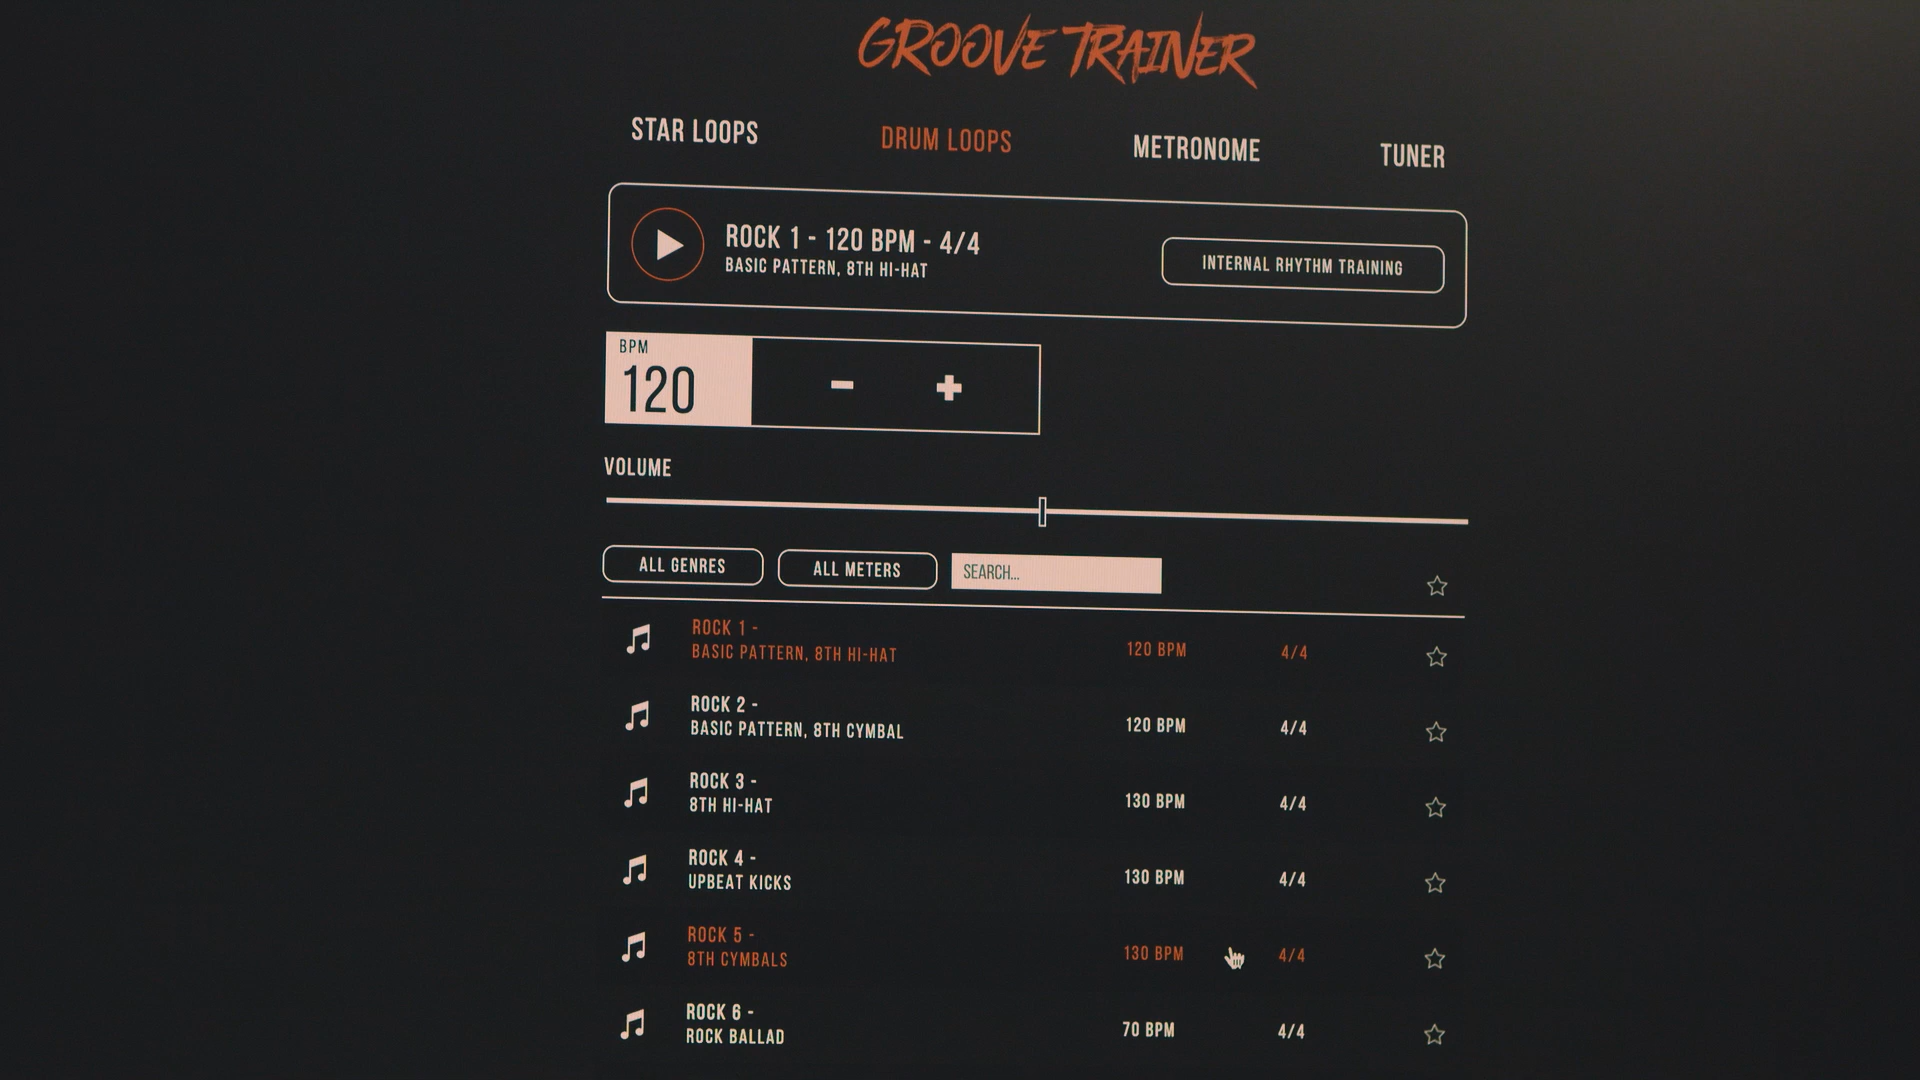 GROOVE TRAINER
STAR LOOPS
DRUM LOOPS
METRONOME
TUNER
ROCK 1 - 120 BPM - 4/4
BASIC PATTERN, 8TH HI-HAT
INTERNAL RHYTHM TRAINING
BPM
120
VOLUME
ALL GENRES
ALL METERS
SEARCH...
ROCK 1 -
BASIC PATTERN, 8TH HI-HAT
120 BPM
4/4
ROCK 2 -
BASIC PATTERN, 8TH CYMBAL
120 BPM
4/4
ROCK 3 -
8TH HI-HAT
130 BPM
4/4
ROCK 4 -
UPBEAT KICKS
130 BPM
4/4
ROCK 5 -
8TH CYMBALS
130 BPM
4/4
ROCK 6 -
ROCK BALLAD
70 BPM
4/4